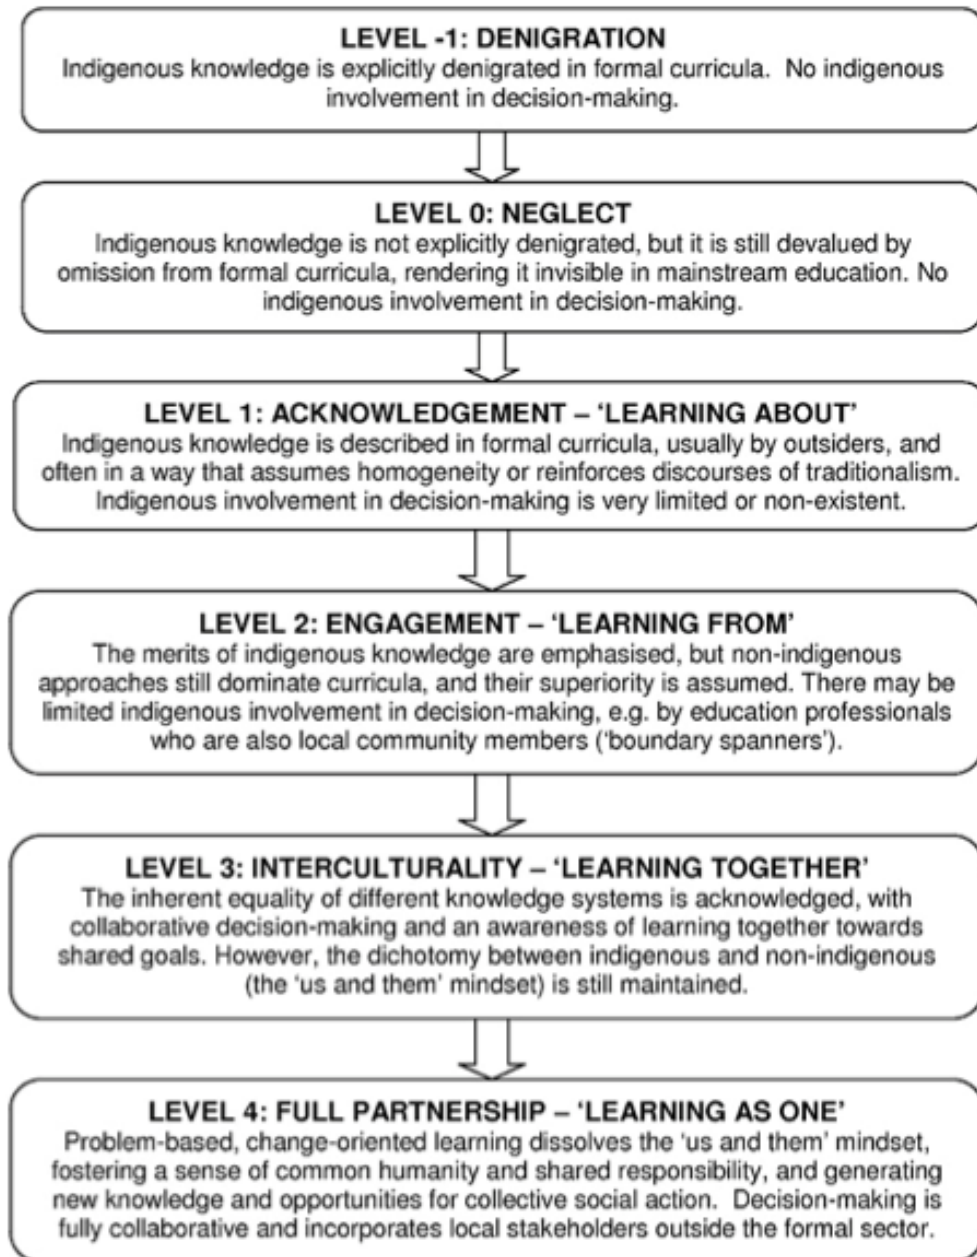 LEVEL -1: DENIGRATION
Indigenous knowledge is explicitly denigrated in formal curricula.  No indigenous
involvement in decision-making.
LEVEL 0: NEGLECT
Indigenous knowledge is not explicitly denigrated, but it is still devalued by
omission from formal curricula, rendering it invisible in mainstream education. No
indigenous involvement in decision-making.
LEVEL 1: ACKNOWLEDGEMENT – ‘LEARNING ABOUT’
Indigenous knowledge is described in formal curricula, usually by outsiders, and
often in a way that assumes homogeneity or reinforces discourses of traditionalism.
Indigenous involvement in decision-making is very limited or non-existent.
LEVEL 2: ENGAGEMENT – ‘LEARNING FROM’
The merits of indigenous knowledge are emphasised, but non-indigenous
approaches still dominate curricula, and their superiority is assumed. There may be
limited indigenous involvement in decision-making, e.g. by education professionals
who are also local community members (‘boundary spanners’).
LEVEL 3: INTERCULTURALITY – ‘LEARNING TOGETHER’
The inherent equality of different knowledge systems is acknowledged, with
collaborative decision-making and an awareness of learning together towards
shared goals. However, the dichotomy between indigenous and non-indigenous
(the ‘us and them’ mindset) is still maintained.
LEVEL 4: FULL PARTNERSHIP – ‘LEARNING AS ONE’
Problem-based, change-oriented learning dissolves the ‘us and them’ mindset,
fostering a sense of common humanity and shared responsibility, and generating
new knowledge and opportunities for collective social action.  Decision-making is
fully collaborative and incorporates local stakeholders outside the formal sector.